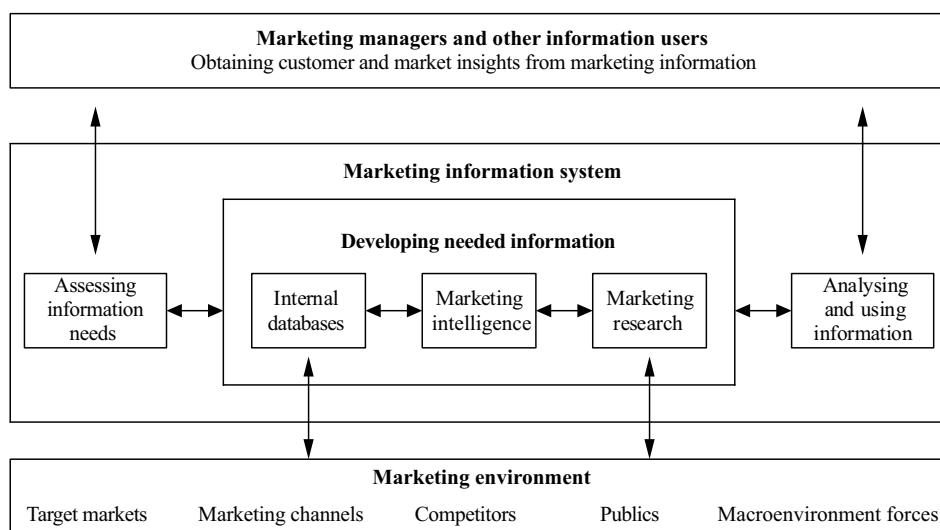 Marketing managers and other information users
Obtaining customer and market insights from marketing information
Marketing information system
Developing needed information
Assessing
information
needs
Internal
databases
Marketing
intelligence
Marketing
research
Analysing
and using
information
Marketing environment
Target markets
Marketing channels
Competitors
Publics
Macroenvironment forces